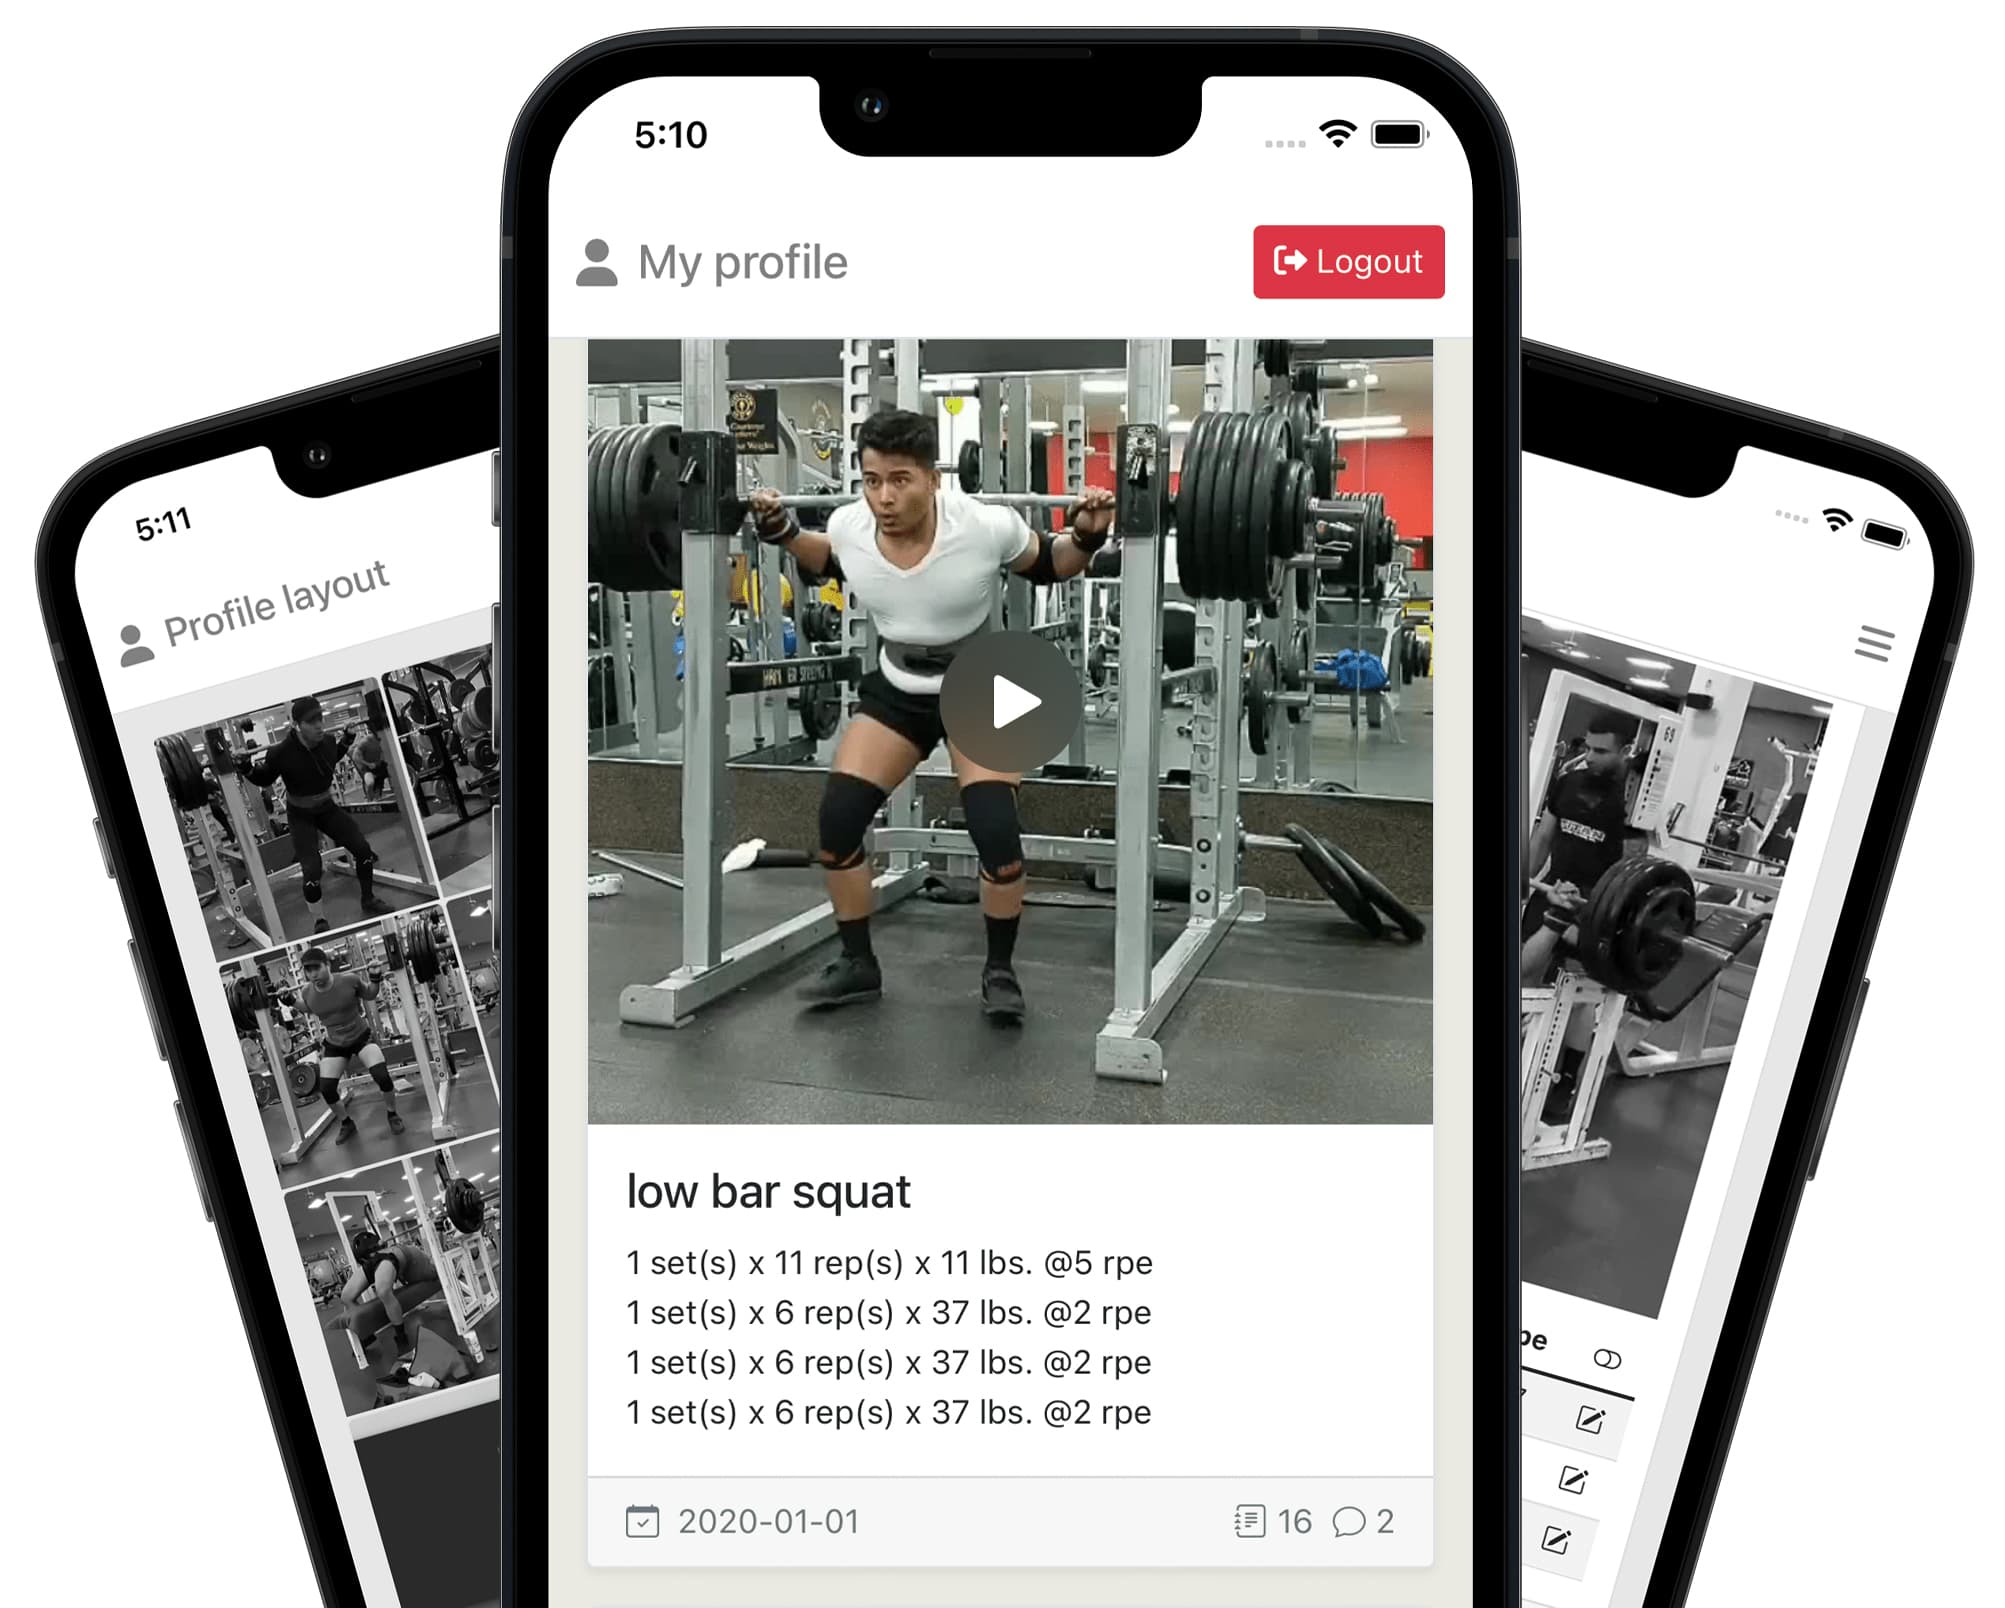 5:10
My profile
Logout
low bar squat
1 set(s) x 11 rep(s) x 11 lbs. @5 rpe
1 set(s) x 6 rep(s) x 37 lbs. @2 rpe
1 set(s) x 6 rep(s) x 37 lbs. @2 rpe
1 set(s) x 6 rep(s) x 37 lbs. @2 rpe
2020-01-01
16
2
5:11
Profile layout
69